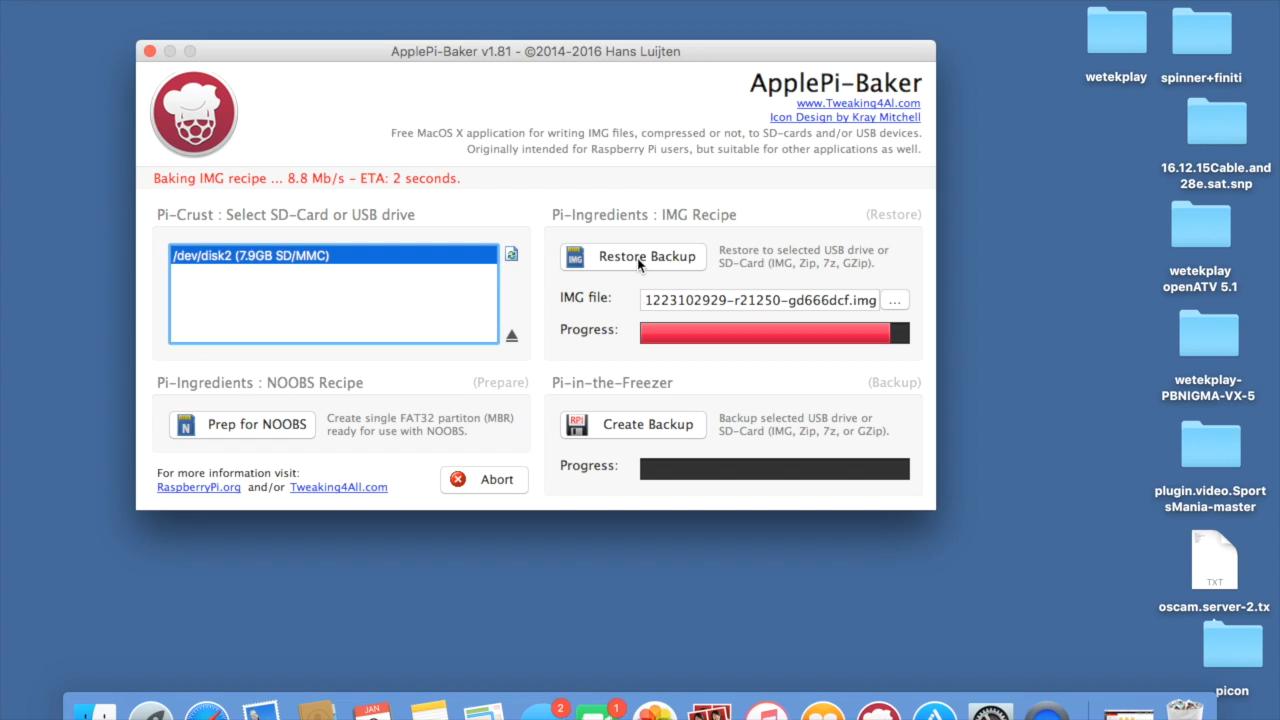 ApplePi-Baker v1.81 - ©2014-2016 Hans Luijten
ApplePi-Baker
www.Tweaking4Al.com
Icon Design by Kray Mitchell
Free MacOS X application for writing IMG files, compressed or not, to SD-cards and/or USB devices.
Originally intended for Raspberry Pi users, but suitable for other applications as well.
Baking IMG recipe ... 8.8 Mb/s - ETA: 2 seconds.
Pi-Crust : Select SD-Card or USB drive
/dev/disk2 (7.9GB SD/MMC)
Pi-Ingredients : IMG Recipe (Restore)
IMG
Restore Backup
Restore to selected USB drive or
SD-Card (IMG, Zip, 7z, GZip).
IMG file: 1223102929-r21250-gd666dcf.img ...
Progress:
Pi-Ingredients : NOOBS Recipe (Prepare)
N
Prep for NOOBS
Create single FAT32 partiton (MBR)
ready for use with NOOBS.
Pi-in-the-Freezer (Backup)
RPi
Create Backup
Backup selected USB drive or
SD-Card (IMG, Zip, 7z, or GZip).
Progress:
For more information visit:
RaspberryPi.org and/or Tweaking4All.com
Abort
wetekplay
spinner+finiti
16.12.15Cable.and
28e.sat.snp
wetekplay
openATV 5.1
wetekplay-
PBNIGMA-VX-5
plugin.video.Sport
sMania-master
TXT
oscam.server-2.tx
picon
JAN
2
1